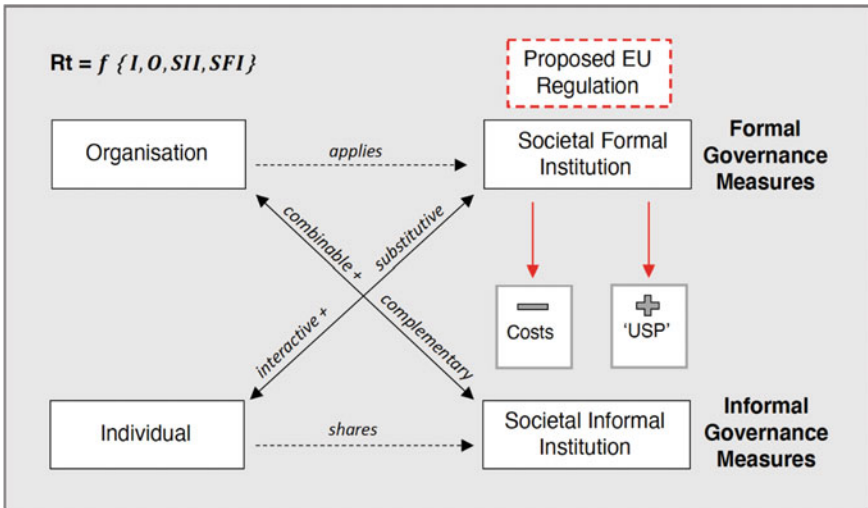 Rt = f {I, O, SII, SFI}
Proposed EU
Regulation
Organisation
applies
Societal Formal
Institution
Formal
Governance
Measures
combinable +
substitutive
interactive +
complementary
− Costs
+ ‘USP’
Individual
shares
Societal Informal
Institution
Informal
Governance
Measures